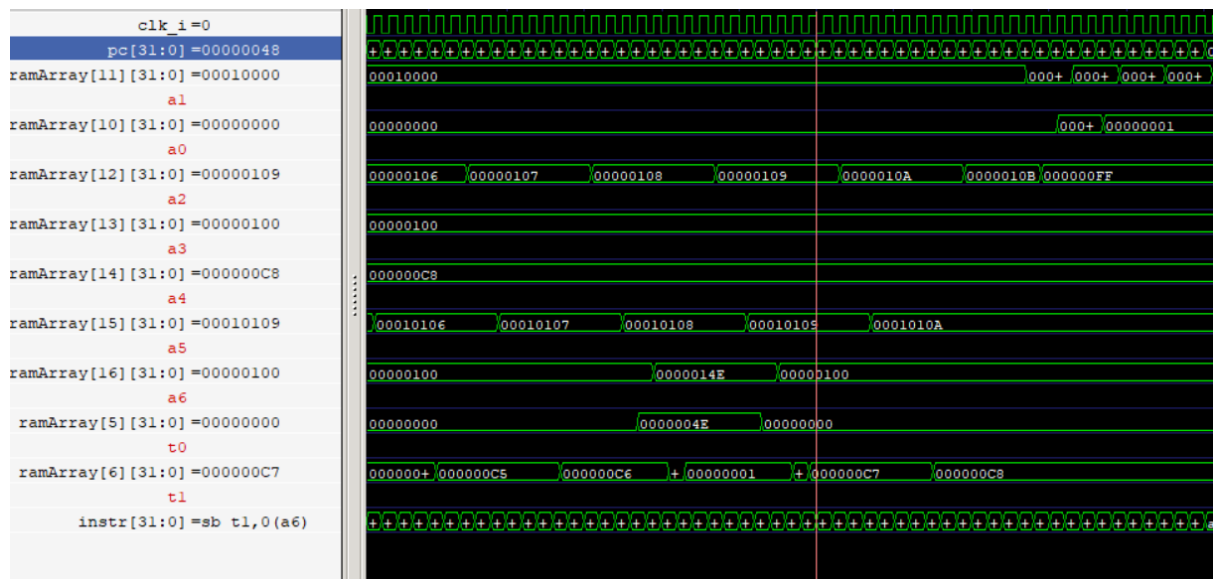 clk_i=0
pc[31:0]=00000048
ramArray[11][31:0]=00010000 00010000 000+ 000+ 000+ 000+
a1
ramArray[10][31:0]=00000000 00000000 000+ 00000001
a0
ramArray[12][31:0]=00000109 00000106 00000107 00000108 00000109 0000010A 0000010B 000000FF
a2
ramArray[13][31:0]=00000100 00000100
a3
ramArray[14][31:0]=000000C8 000000C8
a4
ramArray[15][31:0]=00010109 00010106 00010107 00010108 00010109 0001010A
a5
ramArray[16][31:0]=00000100 00000100 0000014E 00000100
a6
ramArray[5][31:0]=00000000 00000000 0000004E 00000000
t0
ramArray[6][31:0]=000000C7 000000+ 000000C5 000000C6 + 00000001 + 000000C7 000000C8
t1
instr[31:0]=sb t1,0(a6)